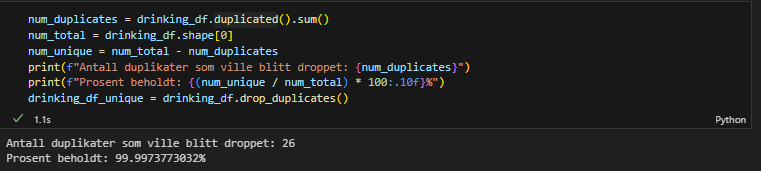 num_duplicates = drinking_df.duplicated().sum()
num_total = drinking_df.shape[0]
num_unique = num_total - num_duplicates
print(f"Antall duplikater som ville blitt droppet: {num_duplicates}")
print(f"Prosent beholdt: {(num_unique / num_total) * 100:.10f}%")
drinking_df_unique = drinking_df.drop_duplicates()
✓ 1.1s Python
Antall duplikater som ville blitt droppet: 26
Prosent beholdt: 99.9973773032%